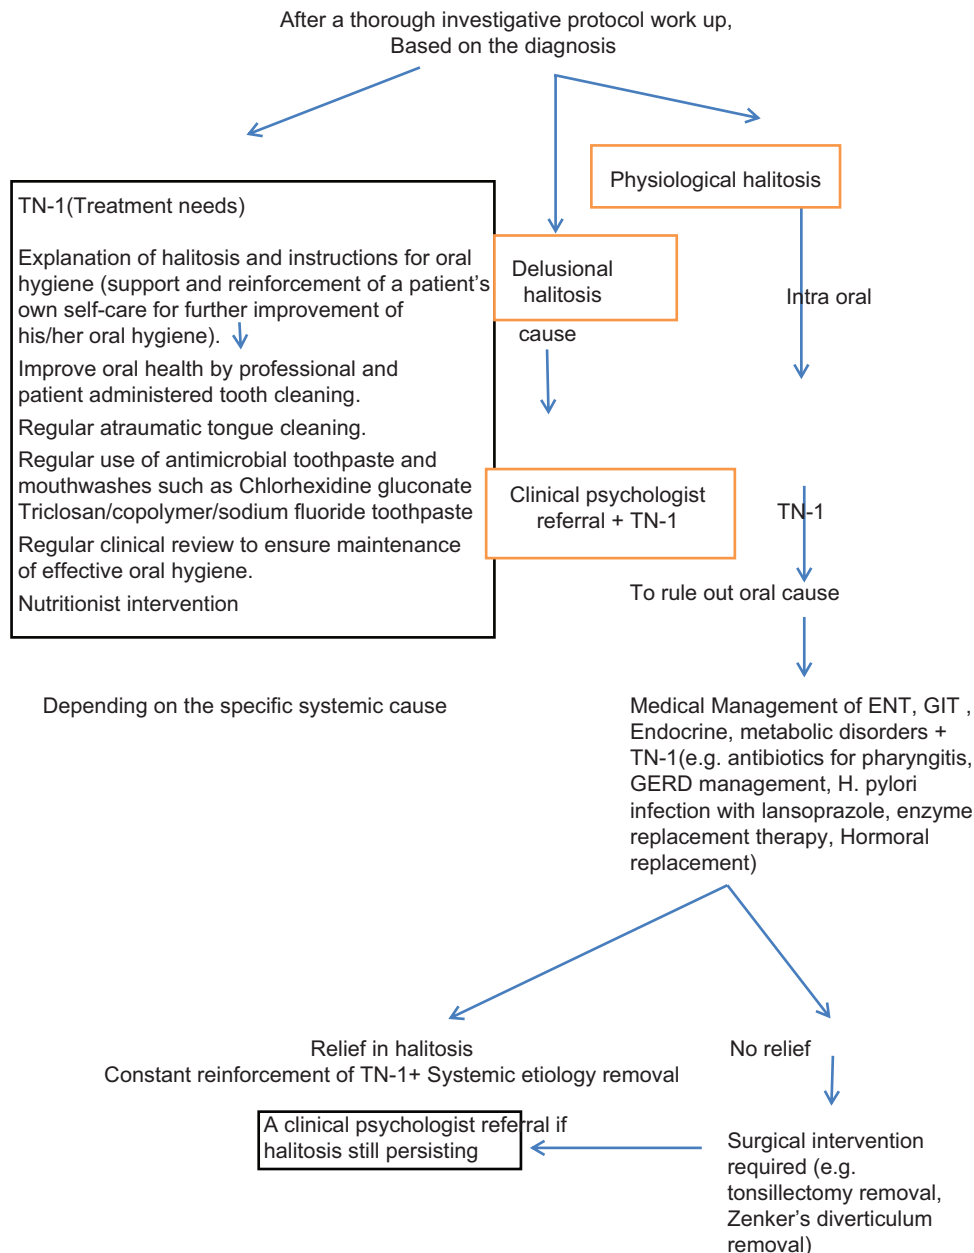 After a thorough investigative protocol work up,
Based on the diagnosis
TN-1(Treatment needs)
Explanation of halitosis and instructions for oral
hygiene (support and reinforcement of a patient's
own self-care for further improvement of
his/her oral hygiene).
Improve oral health by professional and
patient administered tooth cleaning.
Regular atraumatic tongue cleaning.
Regular use of antimicrobial toothpaste and
mouthwashes such as Chlorhexidine gluconate
Triclosan/copolymer/sodium fluoride toothpaste
Regular clinical review to ensure maintenance
of effective oral hygiene.
Nutritionist intervention
Delusional
halitosis
cause
Clinical psychologist
referral + TN-1
Physiological halitosis
Intra oral
TN-1
To rule out oral cause
Depending on the specific systemic cause
Medical Management of ENT, GIT ,
Endocrine, metabolic disorders +
TN-1(e.g. antibiotics for pharyngitis,
GERD management, H. pylori
infection with lansoprazole, enzyme
replacement therapy, Hormoral
replacement)
Relief in halitosis
Constant reinforcement of TN-1+ Systemic etiology removal
A clinical psychologist referral if
halitosis still persisting
No relief
Surgical intervention
required (e.g.
tonsillectomy removal,
Zenker's diverticulum
removal)